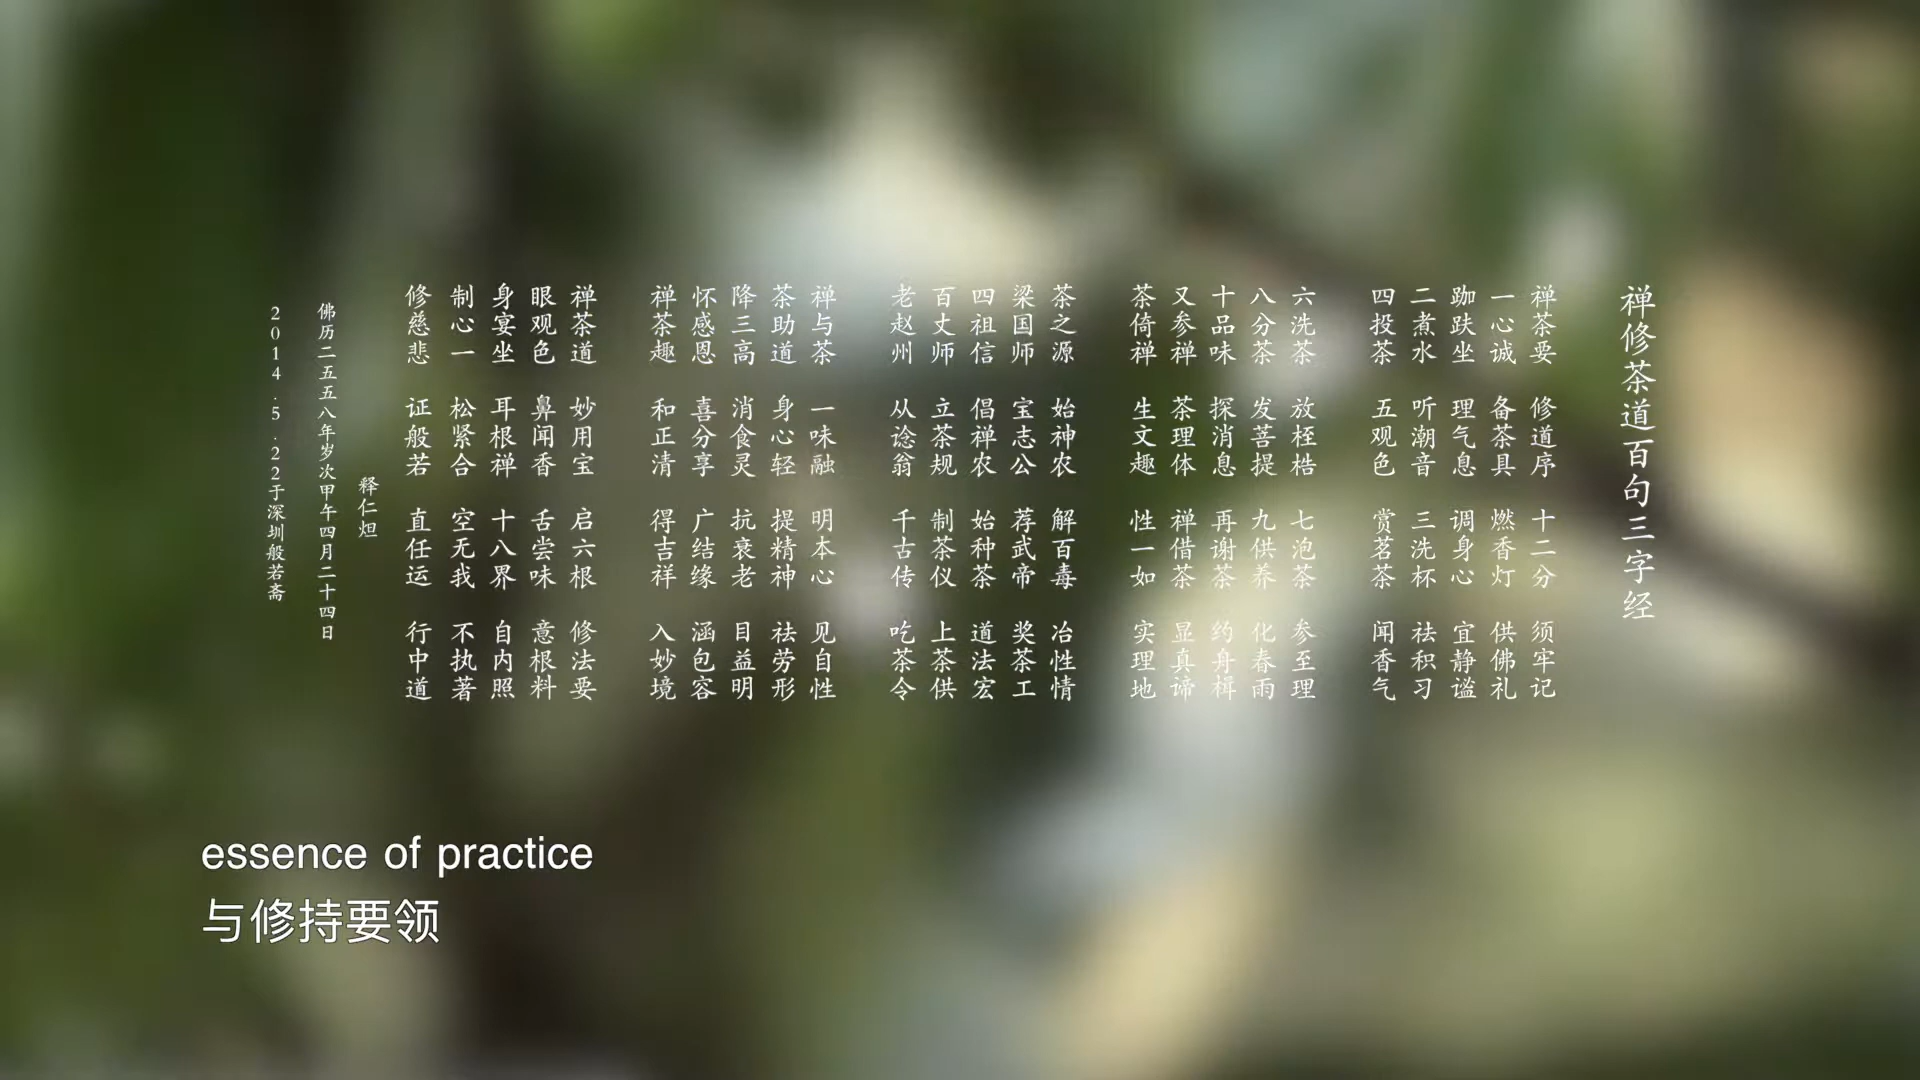 禅修茶道百句三字经
禅茶要 修道序 十二分 须牢记
一心诚 备茶具 燃香灯 供佛礼
跏趺坐 理气息 调身心 宜静谧
二煮水 听潮音 三洗杯 祛积习
四投茶 五观色 赏茗茶 闻香气
六洗茶 放桎梏 七泡茶 参至理
八分茶 发菩提 九供养 化春雨
十品味 探消息 再谢茶 约舟楫
又参禅 茶理体 禅借茶 显真谛
茶倚禅 生文趣 性一如 实理地
茶之源 始神农 解百毒 冶性情
梁国师 宝志公 荐武帝 奖茶工
四祖信 倡禅农 始种茶 道法宏
百丈师 立茶规 制茶仪 上茶供
老赵州 从谂翁 千古传 吃茶令
禅与茶 一味融 明本心 见自性
茶助道 身心轻 提精神 祛劳形
降三高 消食灵 抗衰老 目益明
怀感恩 喜分享 广结缘 涵包容
禅茶趣 和正清 得吉祥 入妙境
禅茶道 妙用宝 启六根 修法要
眼观色 鼻闻香 舌尝味 意根料
身宴坐 耳根禅 十八界 自内照
制心一 松紧合 空无我 不执著
修慈悲 证般若 直任运 行中道
释仁炟
佛历二五五八年岁次甲午四月二十四日
2014.5.22于深圳般若斋
essence of practice
与修持要领